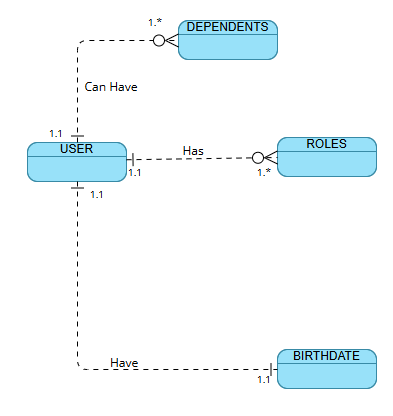 1.*
DEPENDENTS
Can Have
1.1
USER
1.1
Has
1.*
ROLES
1.1
Have
1.1
BIRTHDATE